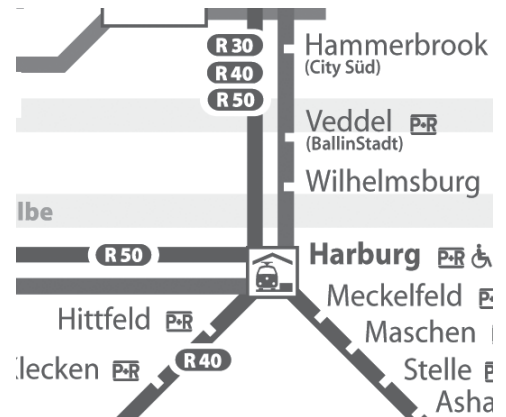 R30
R40
R50
Hammerbrook
(City Süd)
Veddel P+R
(BallinStadt)
Wilhelmsburg
lbe
R50
Harburg P+R
Meckelfeld
Hittfeld P+R
Maschen
lecken P+R
R40
Stelle
Asha